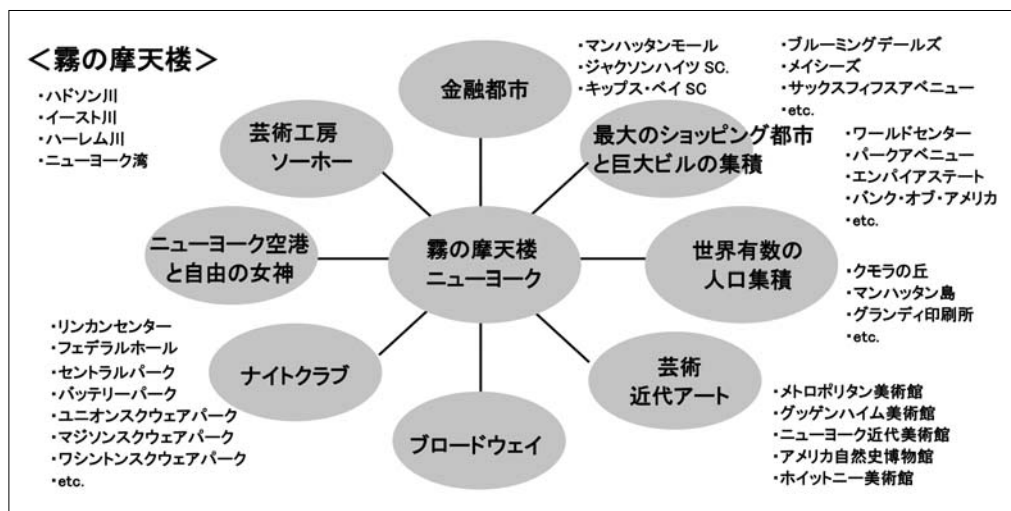 ＜霧の摩天楼＞
・ハドソン川
・イースト川
・ハーレム川
・ニューヨーク湾
金融都市
・マンハッタンモール
・ジャクソンハイツ SC.
・キップス・ベイ SC
・ブルーミングデールズ
・メイシーズ
・サックスフィフスアベニュー
・etc.
芸術工房
ソーホー
最大のショッピング都市
と巨大ビルの集積
・ワールドセンター
・パークアベニュー
・エンパイアステート
・バンク・オブ・アメリカ
・etc.
ニューヨーク空港
と自由の女神
霧の摩天楼
ニューヨーク
世界有数の
人口集積
・クモラの丘
・マンハッタン島
・グランディ印刷所
・etc.
・リンカンセンター
・フェデラルホール
・セントラルパーク
・バッテリーパーク
・ユニオンスクウェアパーク
・マジソンスクウェアパーク
・ワシントンスクウェアパーク
・etc.
ナイトクラブ
ブロードウェイ
芸術
近代アート
・メトロポリタン美術館
・グッゲンハイム美術館
・ニューヨーク近代美術館
・アメリカ自然史博物館
・ホイットニー美術館